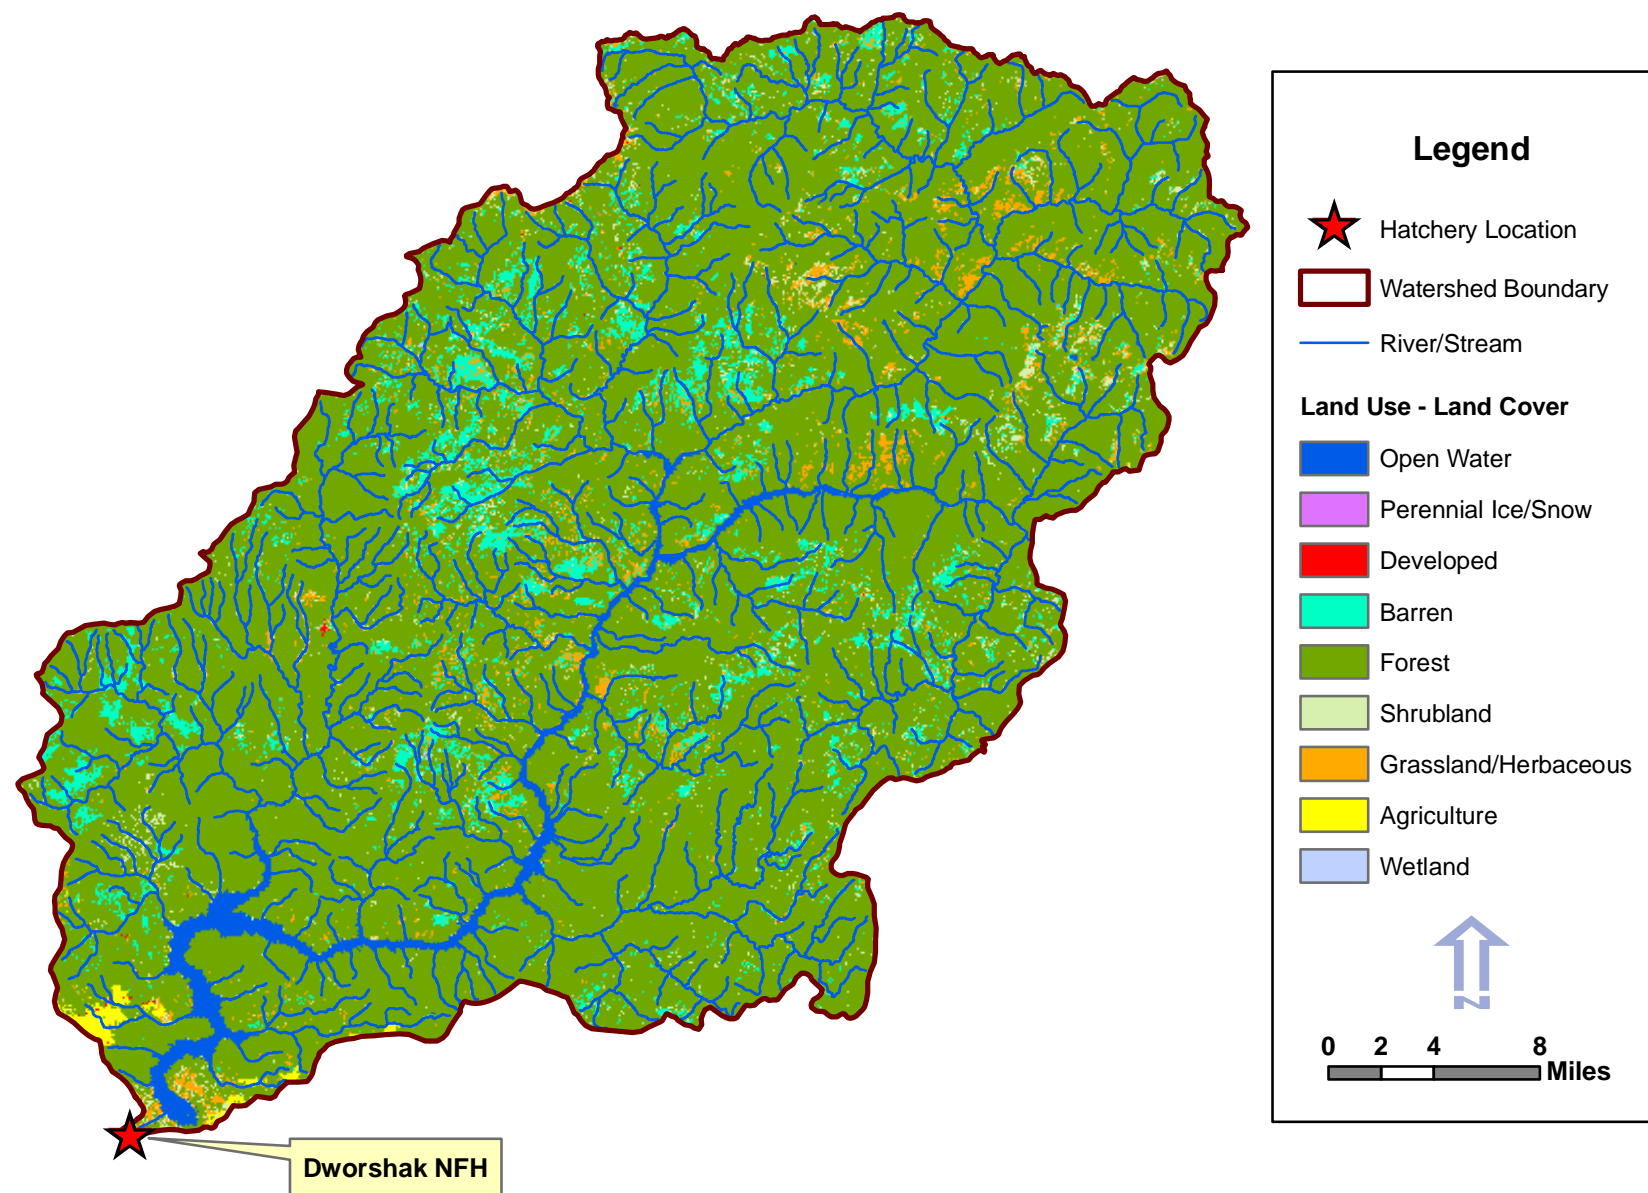 Legend
Hatchery Location
Watershed Boundary
River/Stream
Land Use - Land Cover
Open Water
Perennial Ice/Snow
Developed
Barren
Forest
Shrubland
Grassland/Herbaceous
Agriculture
Wetland
N
0 2 4 8
Miles
Dworshak NFH